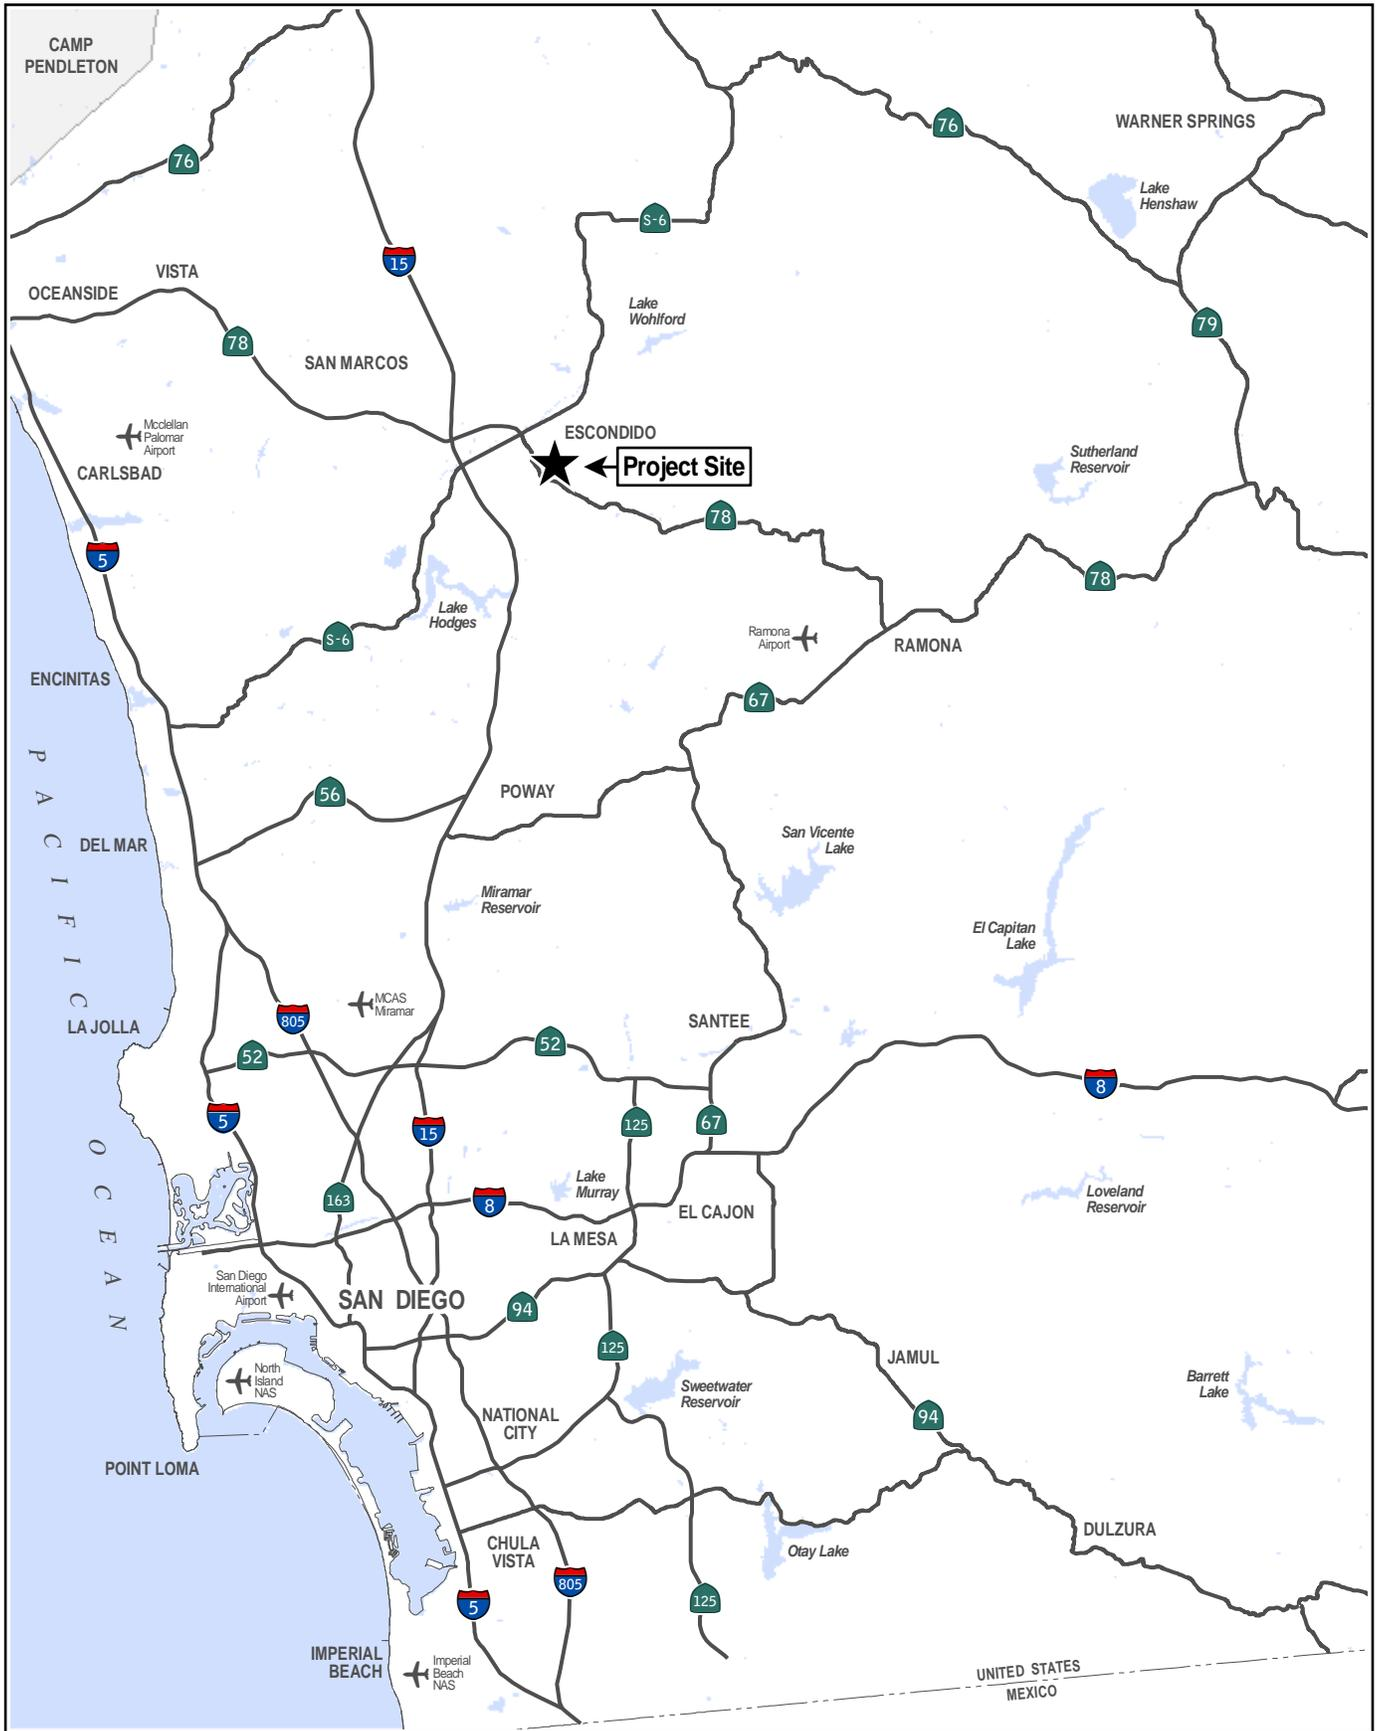 CAMP
PENDLETON
76
WARNER SPRINGS
76
Lake
Henshaw
S-6
15
VISTA
OCEANSIDE
Lake
Wohlford
79
78
SAN MARCOS
Mcclellan
Palomar
Airport
ESCONDIDO
CARLSBAD
Project Site
Sutherland
Reservoir
78
5
78
Lake
Hodges
S-6
Ramona
Airport
RAMONA
ENCINITAS
67
PACIFIC
56
POWAY
DEL MAR
San Vicente
Lake
Miramar
Reservoir
El Capitan
Lake
MCAS
Miramar
805
LA JOLLA
SANTEE
52
52
8
5
15
125
67
OCEAN
163
8
Lake
Murray
Loveland
Reservoir
EL CAJON
LA MESA
San Diego
International
Airport
SAN DIEGO
94
125
JAMUL
North
Island
NAS
Sweetwater
Reservoir
Barrett
Lake
NATIONAL
CITY
94
POINT LOMA
DULZURA
CHULA
VISTA
Otay Lake
805
5
125
IMPERIAL
BEACH
Imperial
Beach
NAS
UNITED STATES
MEXICO